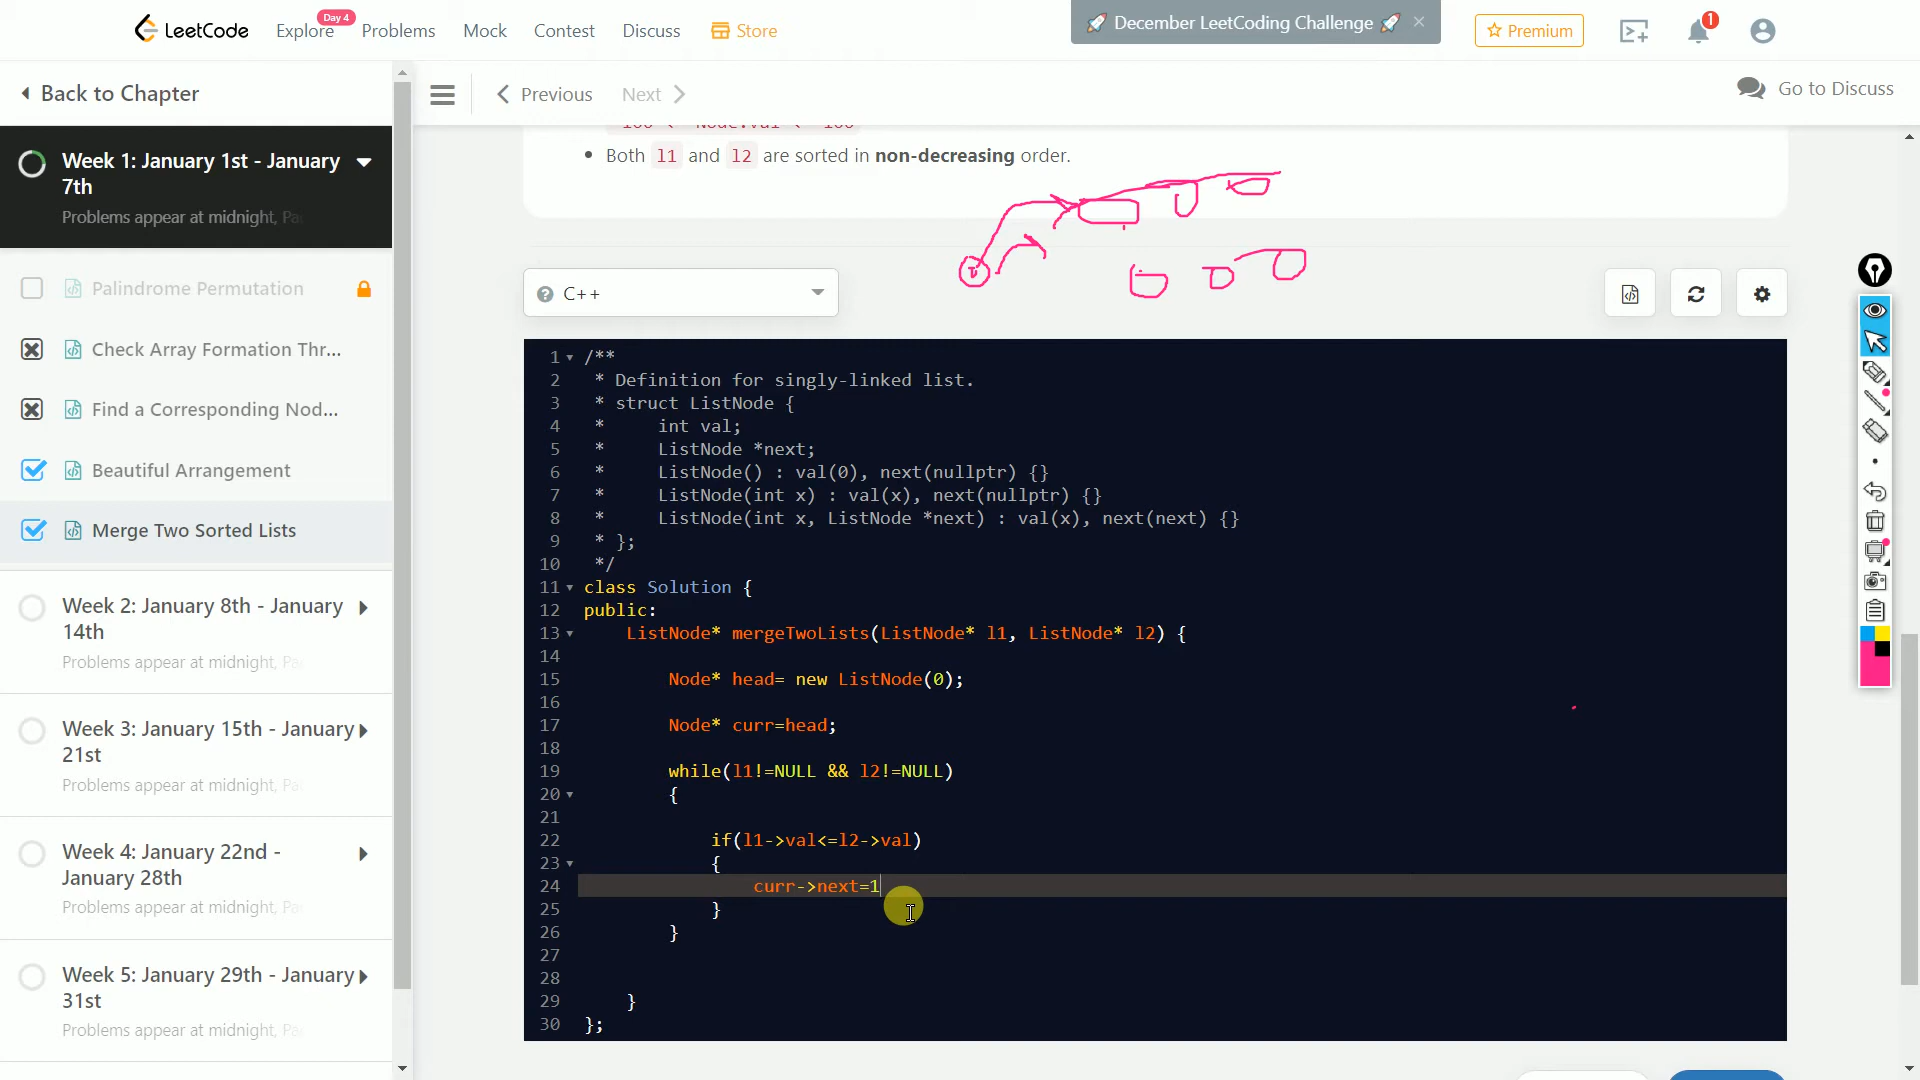 LeetCode
Explore
Day 4
Problems
Mock
Contest
Discuss
Store
🚀 December LeetCoding Challenge 🚀 ×
Premium
1
Back to Chapter
Previous
Next
Go to Discuss
Week 1: January 1st - January
7th
Problems appear at midnight, Pa
Palindrome Permutation
Check Array Formation Thr...
Find a Corresponding Nod...
Beautiful Arrangement
Merge Two Sorted Lists
Week 2: January 8th - January
14th
Problems appear at midnight, Pa
Week 3: January 15th - January
21st
Problems appear at midnight, Pa
Week 4: January 22nd -
January 28th
Problems appear at midnight, Pa
Week 5: January 29th - January
31st
Problems appear at midnight, Pa
Both l1 and l2 are sorted in non-decreasing order.
C++
1 /**
2 * Definition for singly-linked list.
3 * struct ListNode {
4 * int val;
5 * ListNode *next;
6 * ListNode() : val(0), next(nullptr) {}
7 * ListNode(int x) : val(x), next(nullptr) {}
8 * ListNode(int x, ListNode *next) : val(x), next(next) {}
9 * };
10 */
11 class Solution {
12 public:
13 ListNode* mergeTwoLists(ListNode* l1, ListNode* l2) {
14
15 Node* head= new ListNode(0);
16
17 Node* curr=head;
18
19 while(l1!=NULL && l2!=NULL)
20 {
21
22 if(l1->val<=l2->val)
23 {
24 curr->next=1
25 }
26 }
27
28
29 }
30 };